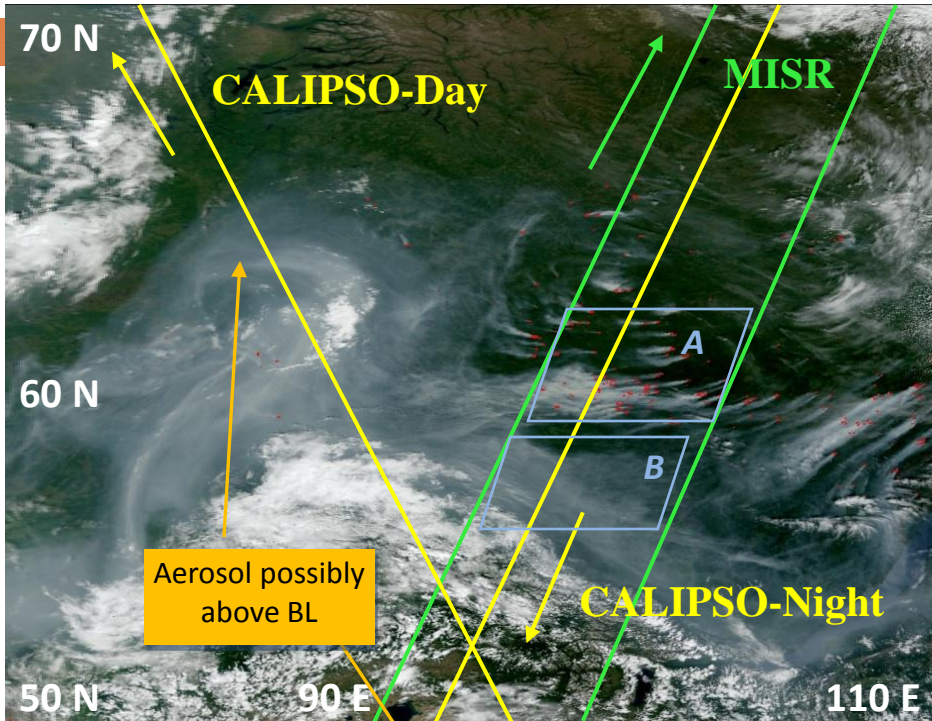 70 N
CALIPSO-Day
MISR
A
60 N
B
Aerosol possibly
above BL
CALIPSO-Night
50 N
90 E
110 E